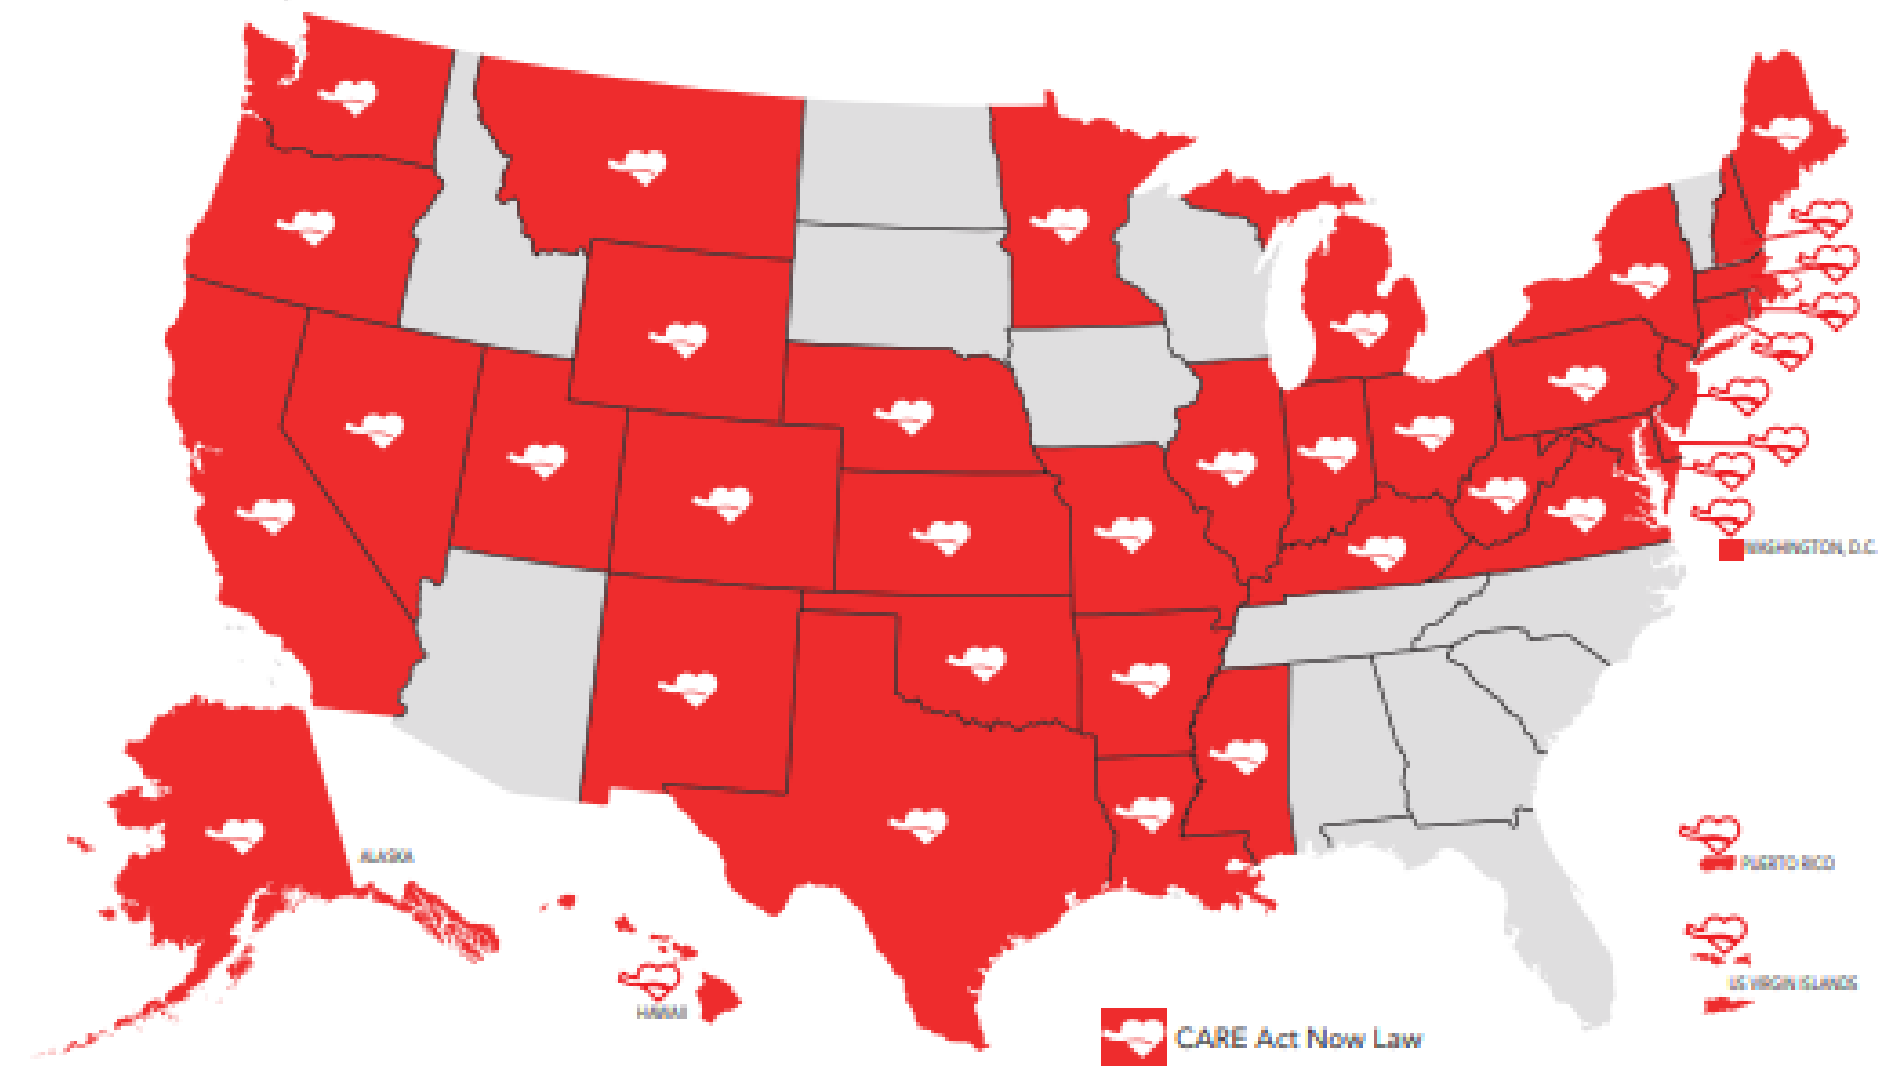 WASHINGTON, D.C.
ALASKA
PUERTO RICO
US VIRGIN ISLANDS
HAWAII
CARE Act Now Law